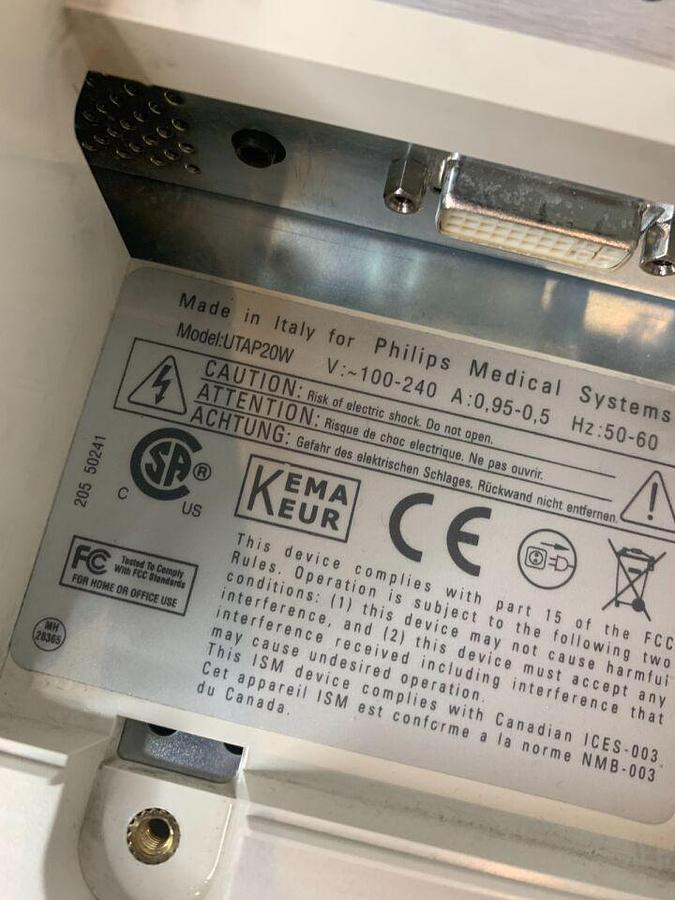 Made in Italy for Philips Medical Systems
Model:UTAP20W V:~100-240 A:0,95-0,5 Hz:50-60
CAUTION: Risk of electric shock. Do not open.
ATTENTION: Risque de choc electrique. Ne pas ouvrir.
ACHTUNG: Gefahr des elektrischen Schlages. Rückwand nicht entfernen.
205 50241
SA ®
C US
KEMA
KEUR
CE
FC Tested To Comply
With FCC Standards
FOR HOME OR OFFICE USE
MH
28365
This device complies with part 15 of the FCC
Rules. Operation is subject to the following two
conditions: (1) this device may not cause harmful
interference, and (2) this device must accept any
interference received including interference that
may cause undesired operation.
This ISM device complies with Canadian ICES-003.
Cet appareil ISM est conforme a la norme NMB-003
du Canada.